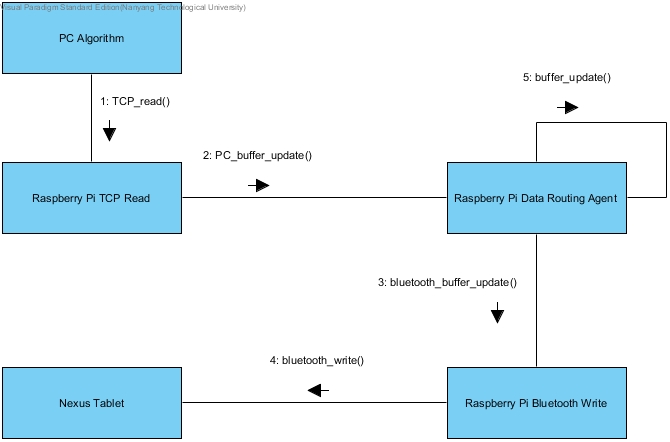 Visual Paradigm Standard Edition(Nanyang Technological University)
PC Algorithm
5: buffer_update()
1: TCP_read()
2: PC_buffer_update()
Raspberry Pi TCP Read
Raspberry Pi Data Routing Agent
3: bluetooth_buffer_update()
4: bluetooth_write()
Nexus Tablet
Raspberry Pi Bluetooth Write